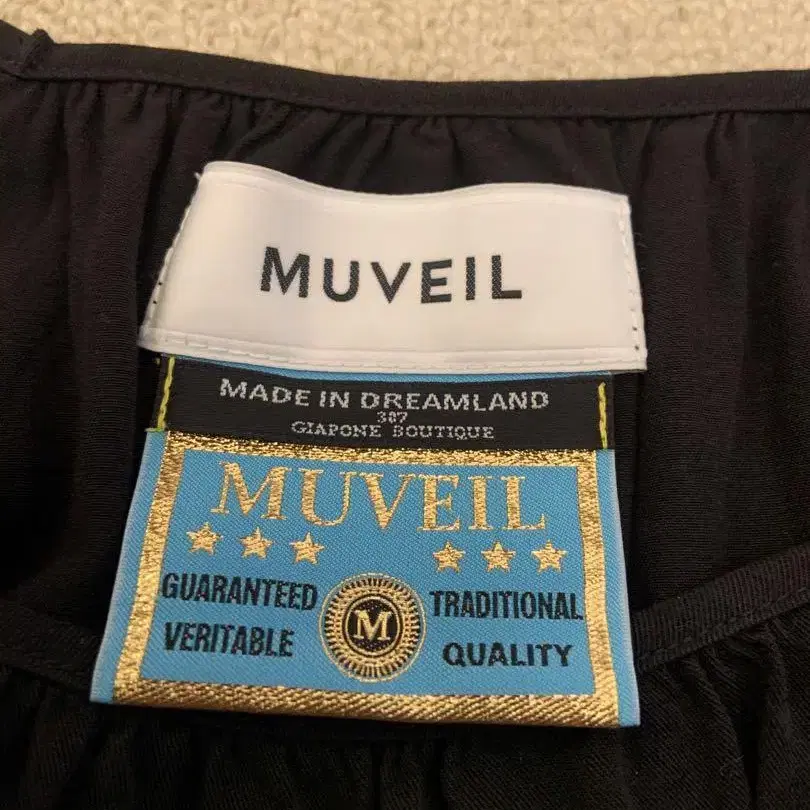 MUVEIL
MADE IN DREAMLAND
387
GIAPONE BOUTIQUE
MUVEIL
GUARANTEED
VERITABLE
M
TRADITIONAL
QUALITY